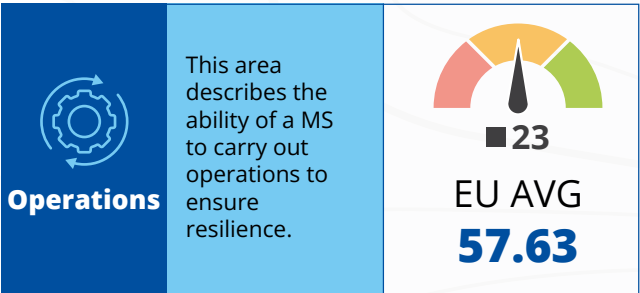 Operations
This area
describes the
ability of a MS
to carry out
operations to
ensure
resilience.
23
EU AVG
57.63